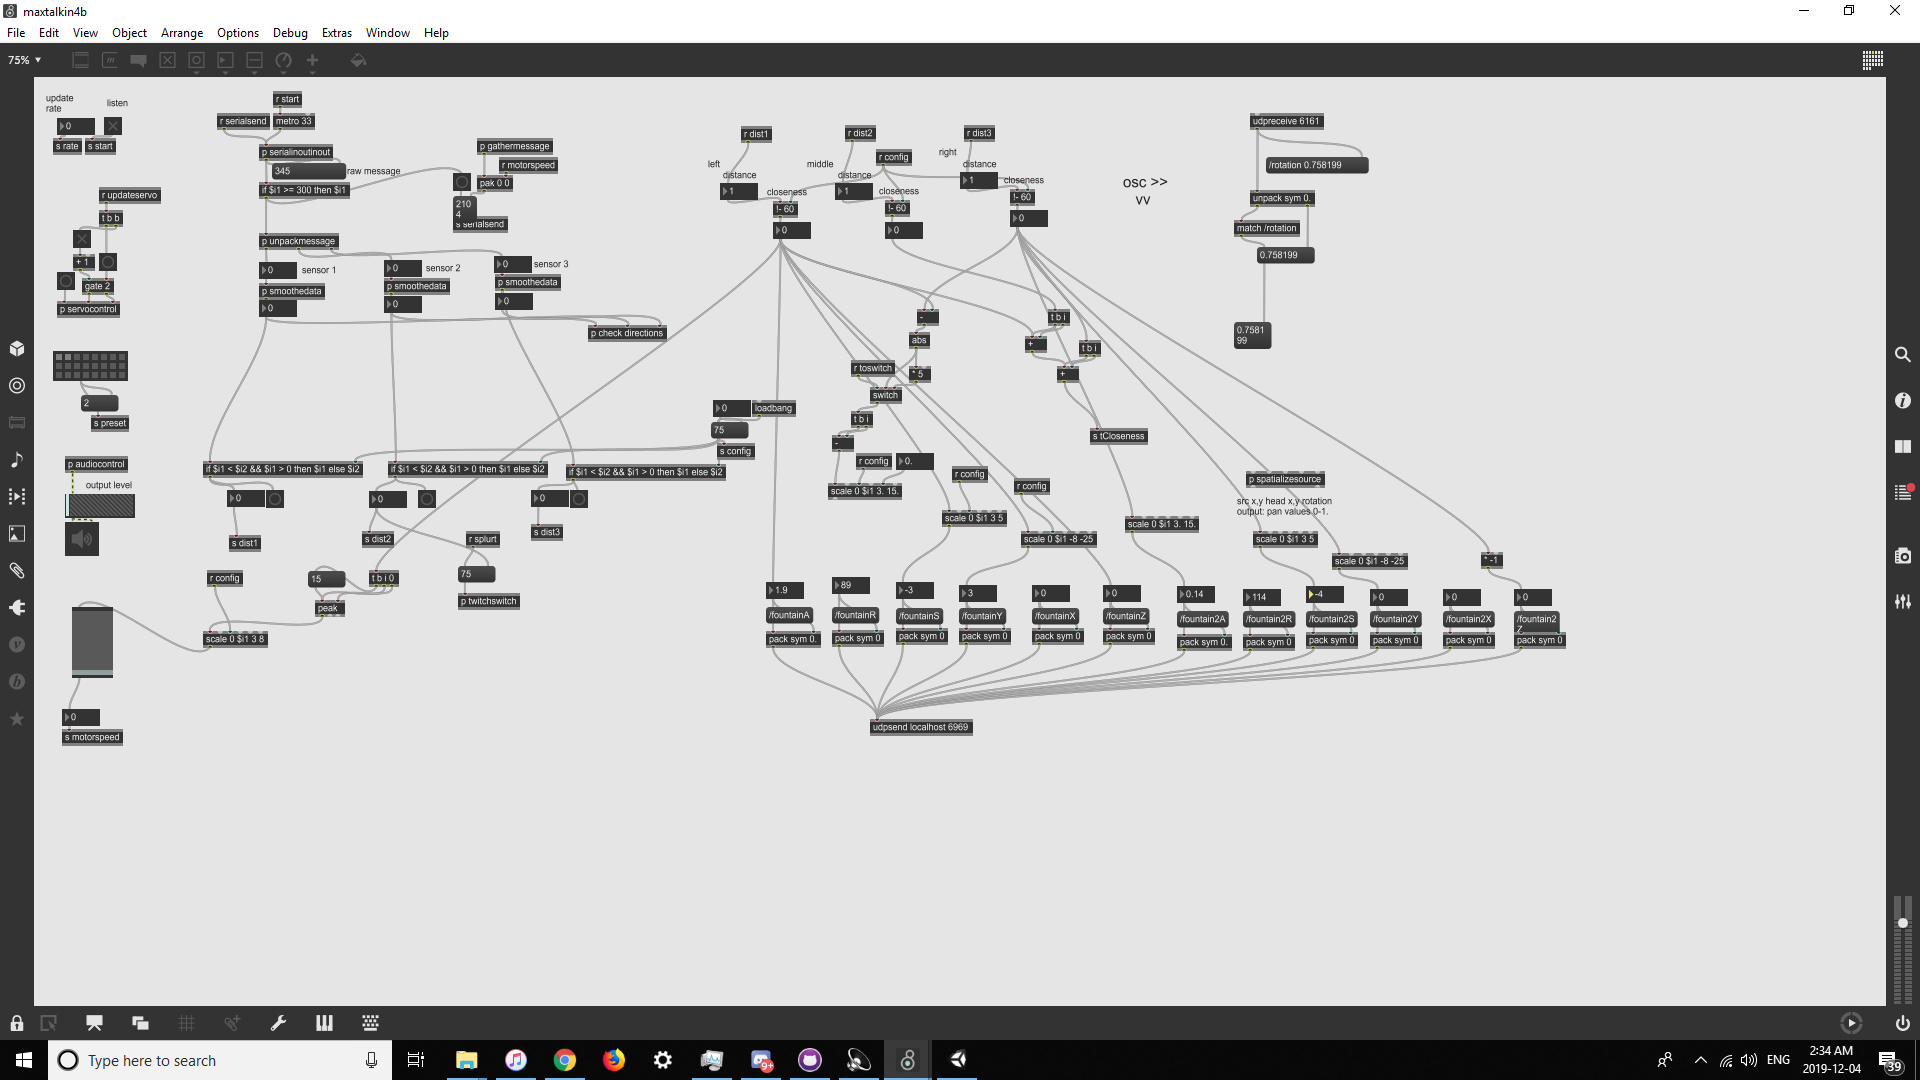 maxtalkin4b
File Edit View Object Arrange Options Debug Extras Window Help
75%
update
rate
listen
0
s rate
s start
r start
r serialsend
metro 33
p serialinoutinout
345
raw message
if $i1 >= 300 then $i1
p gathermessage
r motorspeed
pak 0 0
210
4
s serialsend
r updateservo
t b b
+ 1
gate 2
p servocontrol
p unpackmessage
0
sensor 1
0
sensor 2
0
sensor 3
p smoothedata
p smoothedata
p smoothedata
0
0
0
p check directions
2
s preset
p audiocontrol
output level
0
loadbang
75
s config
if $i1 < $i2 && $i1 > 0 then $i1 else $i2
if $i1 < $i2 && $i1 > 0 then $i1 else $i2
if $i1 < $i2 && $i1 > 0 then $i1 else $i2
0
0
0
s dist1
s dist2
r splurt
s dist3
r config
15
t b i 0
peak
75
p twitchswitch
scale 0 $i1 3 8
0
s motorspeed
r dist1
r dist2
r dist3
r config
left
middle
right
distance
distance
distance
1
1
1
closeness
closeness
closeness
!- 60
!- 60
!- 60
0
0
0
osc >>
vv
udpreceive 6161
/rotation 0.758199
unpack sym 0.
match /rotation
0.758199
0.7581
99
-
abs
* 5
r toswitch
switch
t b i
-
t b i
+
t b i
+
s tCloseness
r config
0.
scale 0 $i1 3. 15.
r config
scale 0 $i1 3 5
r config
scale 0 $i1 -8 -25
scale 0 $i1 3. 15.
p spatializesource
src x,y head x,y rotation
output: pan values 0-1.
scale 0 $i1 3 5
scale 0 $i1 -8 -25
* -1
1.9
89
-3
3
0
0
0.14
114
-4
0
0
0
/fountainA
/fountainR
/fountainS
/fountainY
/fountainX
/fountainZ
/fountain2A
/fountain2R
/fountain2S
/fountain2Y
/fountain2X
/fountain2
Z
pack sym 0.
pack sym 0
pack sym 0
pack sym 0
pack sym 0
pack sym 0
pack sym 0.
pack sym 0
pack sym 0
pack sym 0
pack sym 0
pack sym 0
udpsend localhost 6969
Type here to search
9+
ENG
2:34 AM
2019-12-04
39